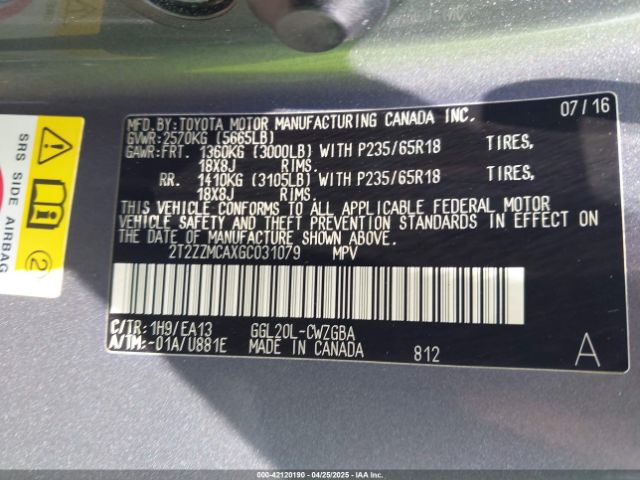 MFD.BY:TOYOTA MOTOR MANUFACTURING CANADA INC. 07/16
GVWR:2570KG (5665LB)
GAWR:FRT. 1360KG (3000LB) WITH P235/65R18 TIRES,
18X8J RIMS.
RR. 1410KG (3105LB) WITH P235/65R18 TIRES,
18X8J RIMS.
THIS VEHICLE CONFORMS TO ALL APPLICABLE FEDERAL MOTOR
VEHICLE SAFETY AND THEFT PREVENTION STANDARDS IN EFFECT ON
THE DATE OF MANUFACTURE SHOWN ABOVE.
2T2ZZMCAXGC031079 MPV
C/TR: 1H9/EA13 GGL20L-CWZGBA
A/TM: -01A/U881E MADE IN CANADA 812 A
SRS SIDE AIRBAG
2
000-42120190 - 04/25/2025 - IAAI.COM